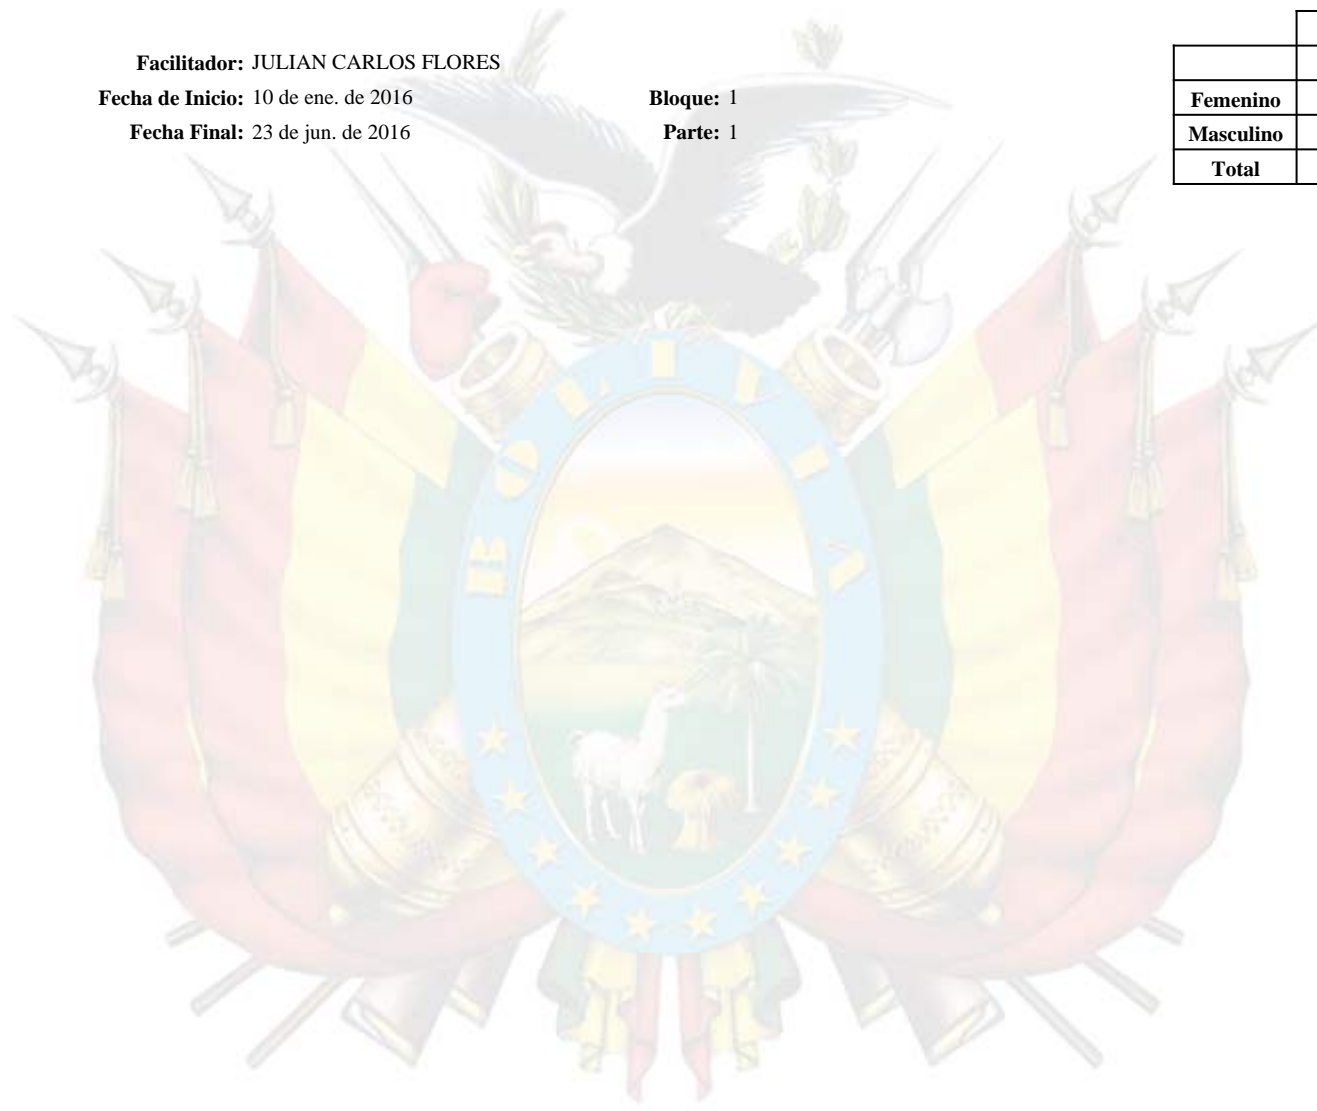 Facilitador: JULIAN CARLOS FLORES
Fecha de Inicio: 10 de ene. de 2016 Bloque: 1
Fecha Final: 23 de jun. de 2016 Parte: 1
Femenino
Masculino
Total
BOLIVIA